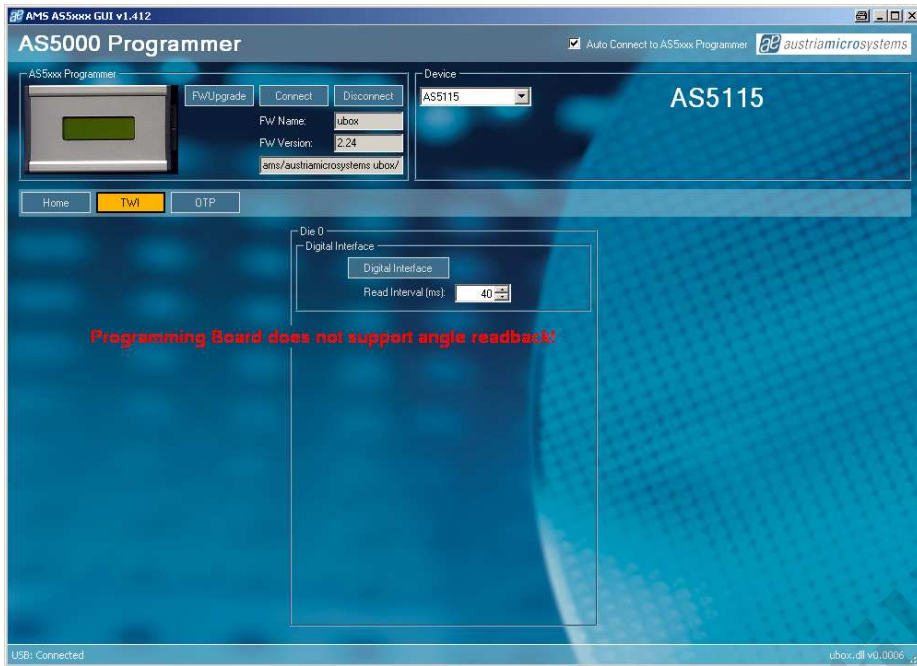 AMS AS5xxx GUI v1.412
AS5000 Programmer
Auto Connect to AS5xxx Programmer
austriamicrosystems
AS5xxx Programmer
FWUpgrade
Connect
Disconnect
FW Name:
ubox
FW Version:
2.24
ams/austriamicrosystems ubox/
Device
AS5115
AS5115
Home
TWI
OTP
Die 0
Digital Interface
Digital Interface
Read Interval (ms):
40
Programming Board does not support angle readback!
USB: Connected
ubox.dll v0.0006